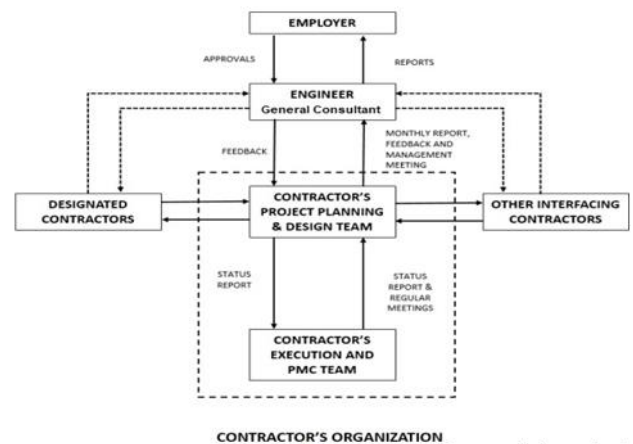 EMPLOYER
APPROVALS
REPORTS
ENGINEER
General Consultant
FEEDBACK
MONTHLY REPORT,
FEEDBACK AND
MANAGEMENT
MEETING
DESIGNATED
CONTRACTORS
CONTRACTOR'S
PROJECT PLANNING
& DESIGN TEAM
OTHER INTERFACING
CONTRACTORS
STATUS
REPORT
STATUS
REPORT &
REGULAR
MEETINGS
CONTRACTOR'S
EXECUTION AND
PMC TEAM
CONTRACTOR'S ORGANIZATION